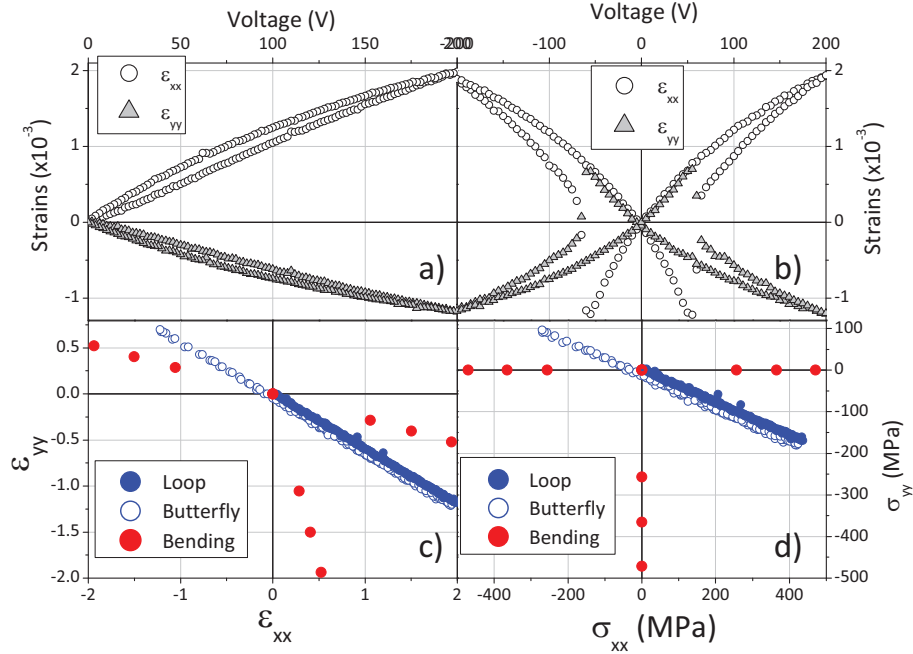 Voltage (V)
Voltage (V)
0 50 100 150 -200
-100 0 100 200
εxx
εyy
εxx
εyy
2
1
0
-1
Strains (x10⁻³)
a)
b)
2
1
0
-1
Strains (x10⁻³)
0.5
0.0
-0.5
-1.0
-1.5
-2.0
εyy
Loop
Butterfly
Bending
c)
Loop
Butterfly
Bending
d)
100
0
-100
-200
-300
-400
-500
σyy (MPa)
-2 -1 0 1 2
-400 -200 0 200 400
εxx
σxx (MPa)